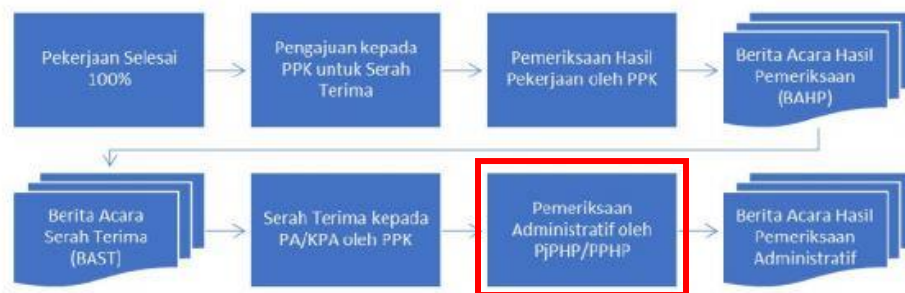 Pekerjaan Selesai
100%
Pengajuan kepada
PPK untuk Serah
Terima
Pemeriksaan Hasil
Pekerjaan oleh PPK
Berita Acara Hasil
Pemeriksaan
(BAHP)
Berita Acara
Serah Terima
(BAST)
Serah Terima kepada
PA/KPA oleh PPK
Pemeriksaan
Administratif oleh
PjPHP/PPHP
Berita Acara Hasil
Pemeriksaan
Administratif